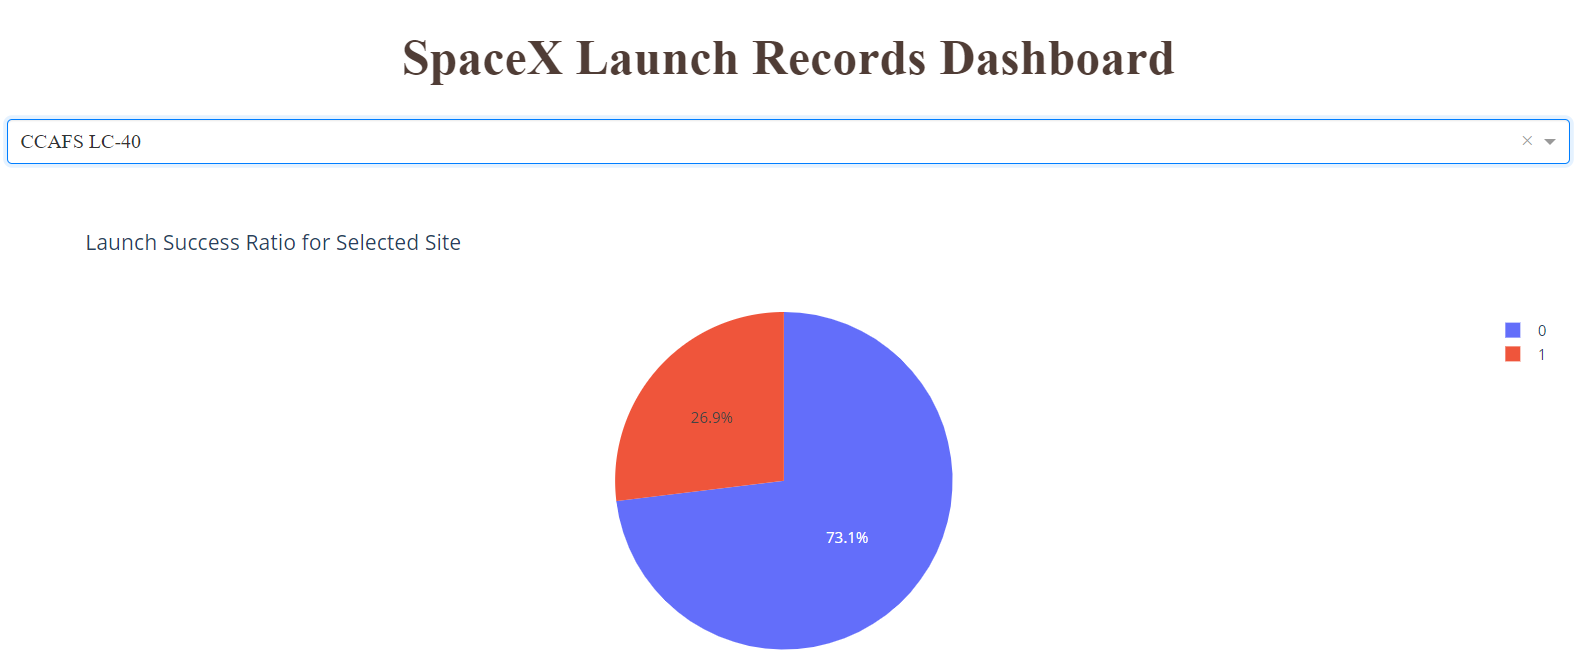 SpaceX Launch Records Dashboard
CCAFS LC-40
Launch Success Ratio for Selected Site
0
1
26.9%
73.1%